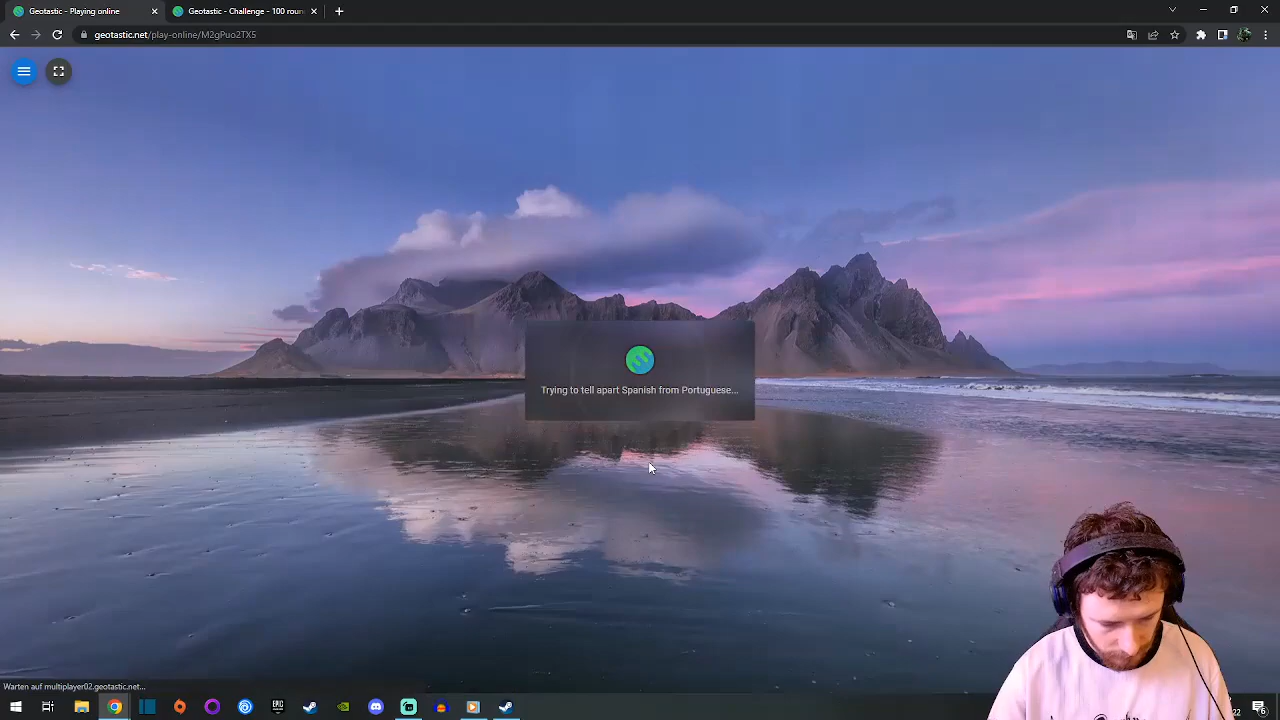 Geotastic - Playing online
Geotastic - Challenge - 100 roun
geotastic.net/play-online/M2gPuo2TX5
Trying to tell apart Spanish from Portuguese...
Warten auf multiplayer02.geotastic.net...
EPIC